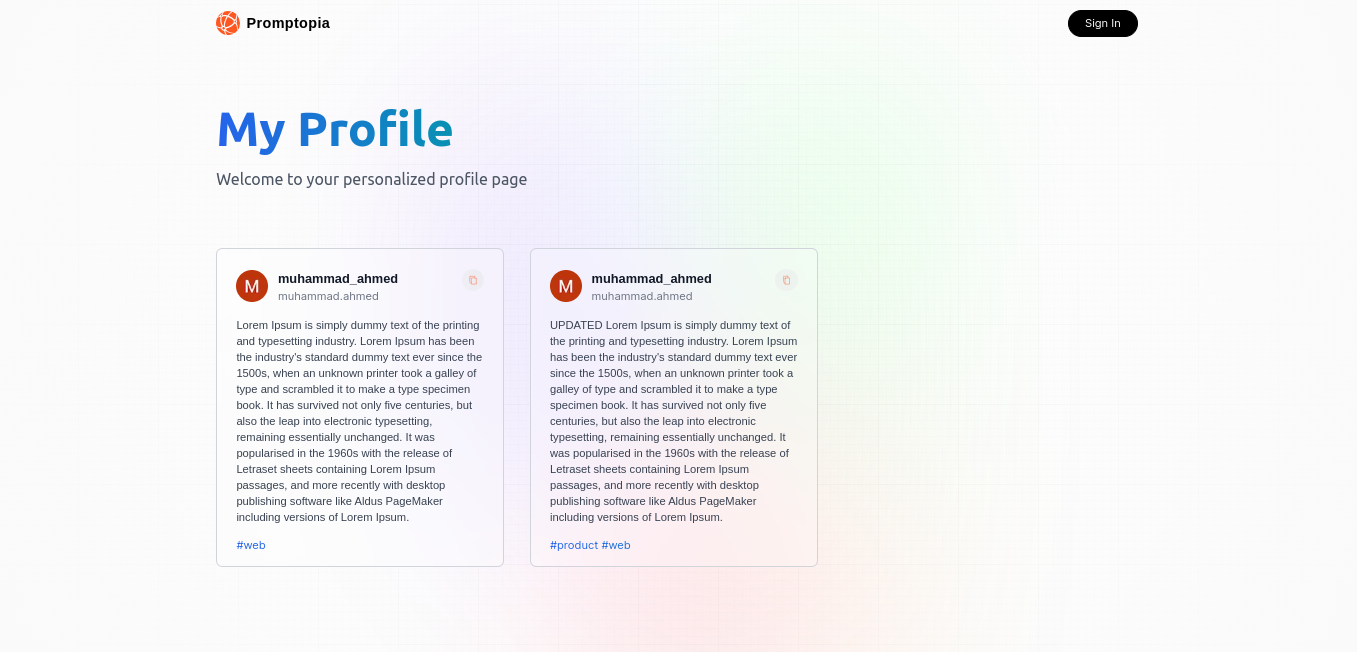 Promptopia
Sign In
My Profile
Welcome to your personalized profile page
M
muhammad_ahmed
muhammad.ahmed
Lorem Ipsum is simply dummy text of the printing
and typesetting industry. Lorem Ipsum has been
the industry's standard dummy text ever since the
1500s, when an unknown printer took a galley of
type and scrambled it to make a type specimen
book. It has survived not only five centuries, but
also the leap into electronic typesetting,
remaining essentially unchanged. It was
popularised in the 1960s with the release of
Letraset sheets containing Lorem Ipsum
passages, and more recently with desktop
publishing software like Aldus PageMaker
including versions of Lorem Ipsum.
#web
M
muhammad_ahmed
muhammad.ahmed
UPDATED Lorem Ipsum is simply dummy text of
the printing and typesetting industry. Lorem Ipsum
has been the industry's standard dummy text ever
since the 1500s, when an unknown printer took a
galley of type and scrambled it to make a type
specimen book. It has survived not only five
centuries, but also the leap into electronic
typesetting, remaining essentially unchanged. It
was popularised in the 1960s with the release of
Letraset sheets containing Lorem Ipsum
passages, and more recently with desktop
publishing software like Aldus PageMaker
including versions of Lorem Ipsum.
#product #web